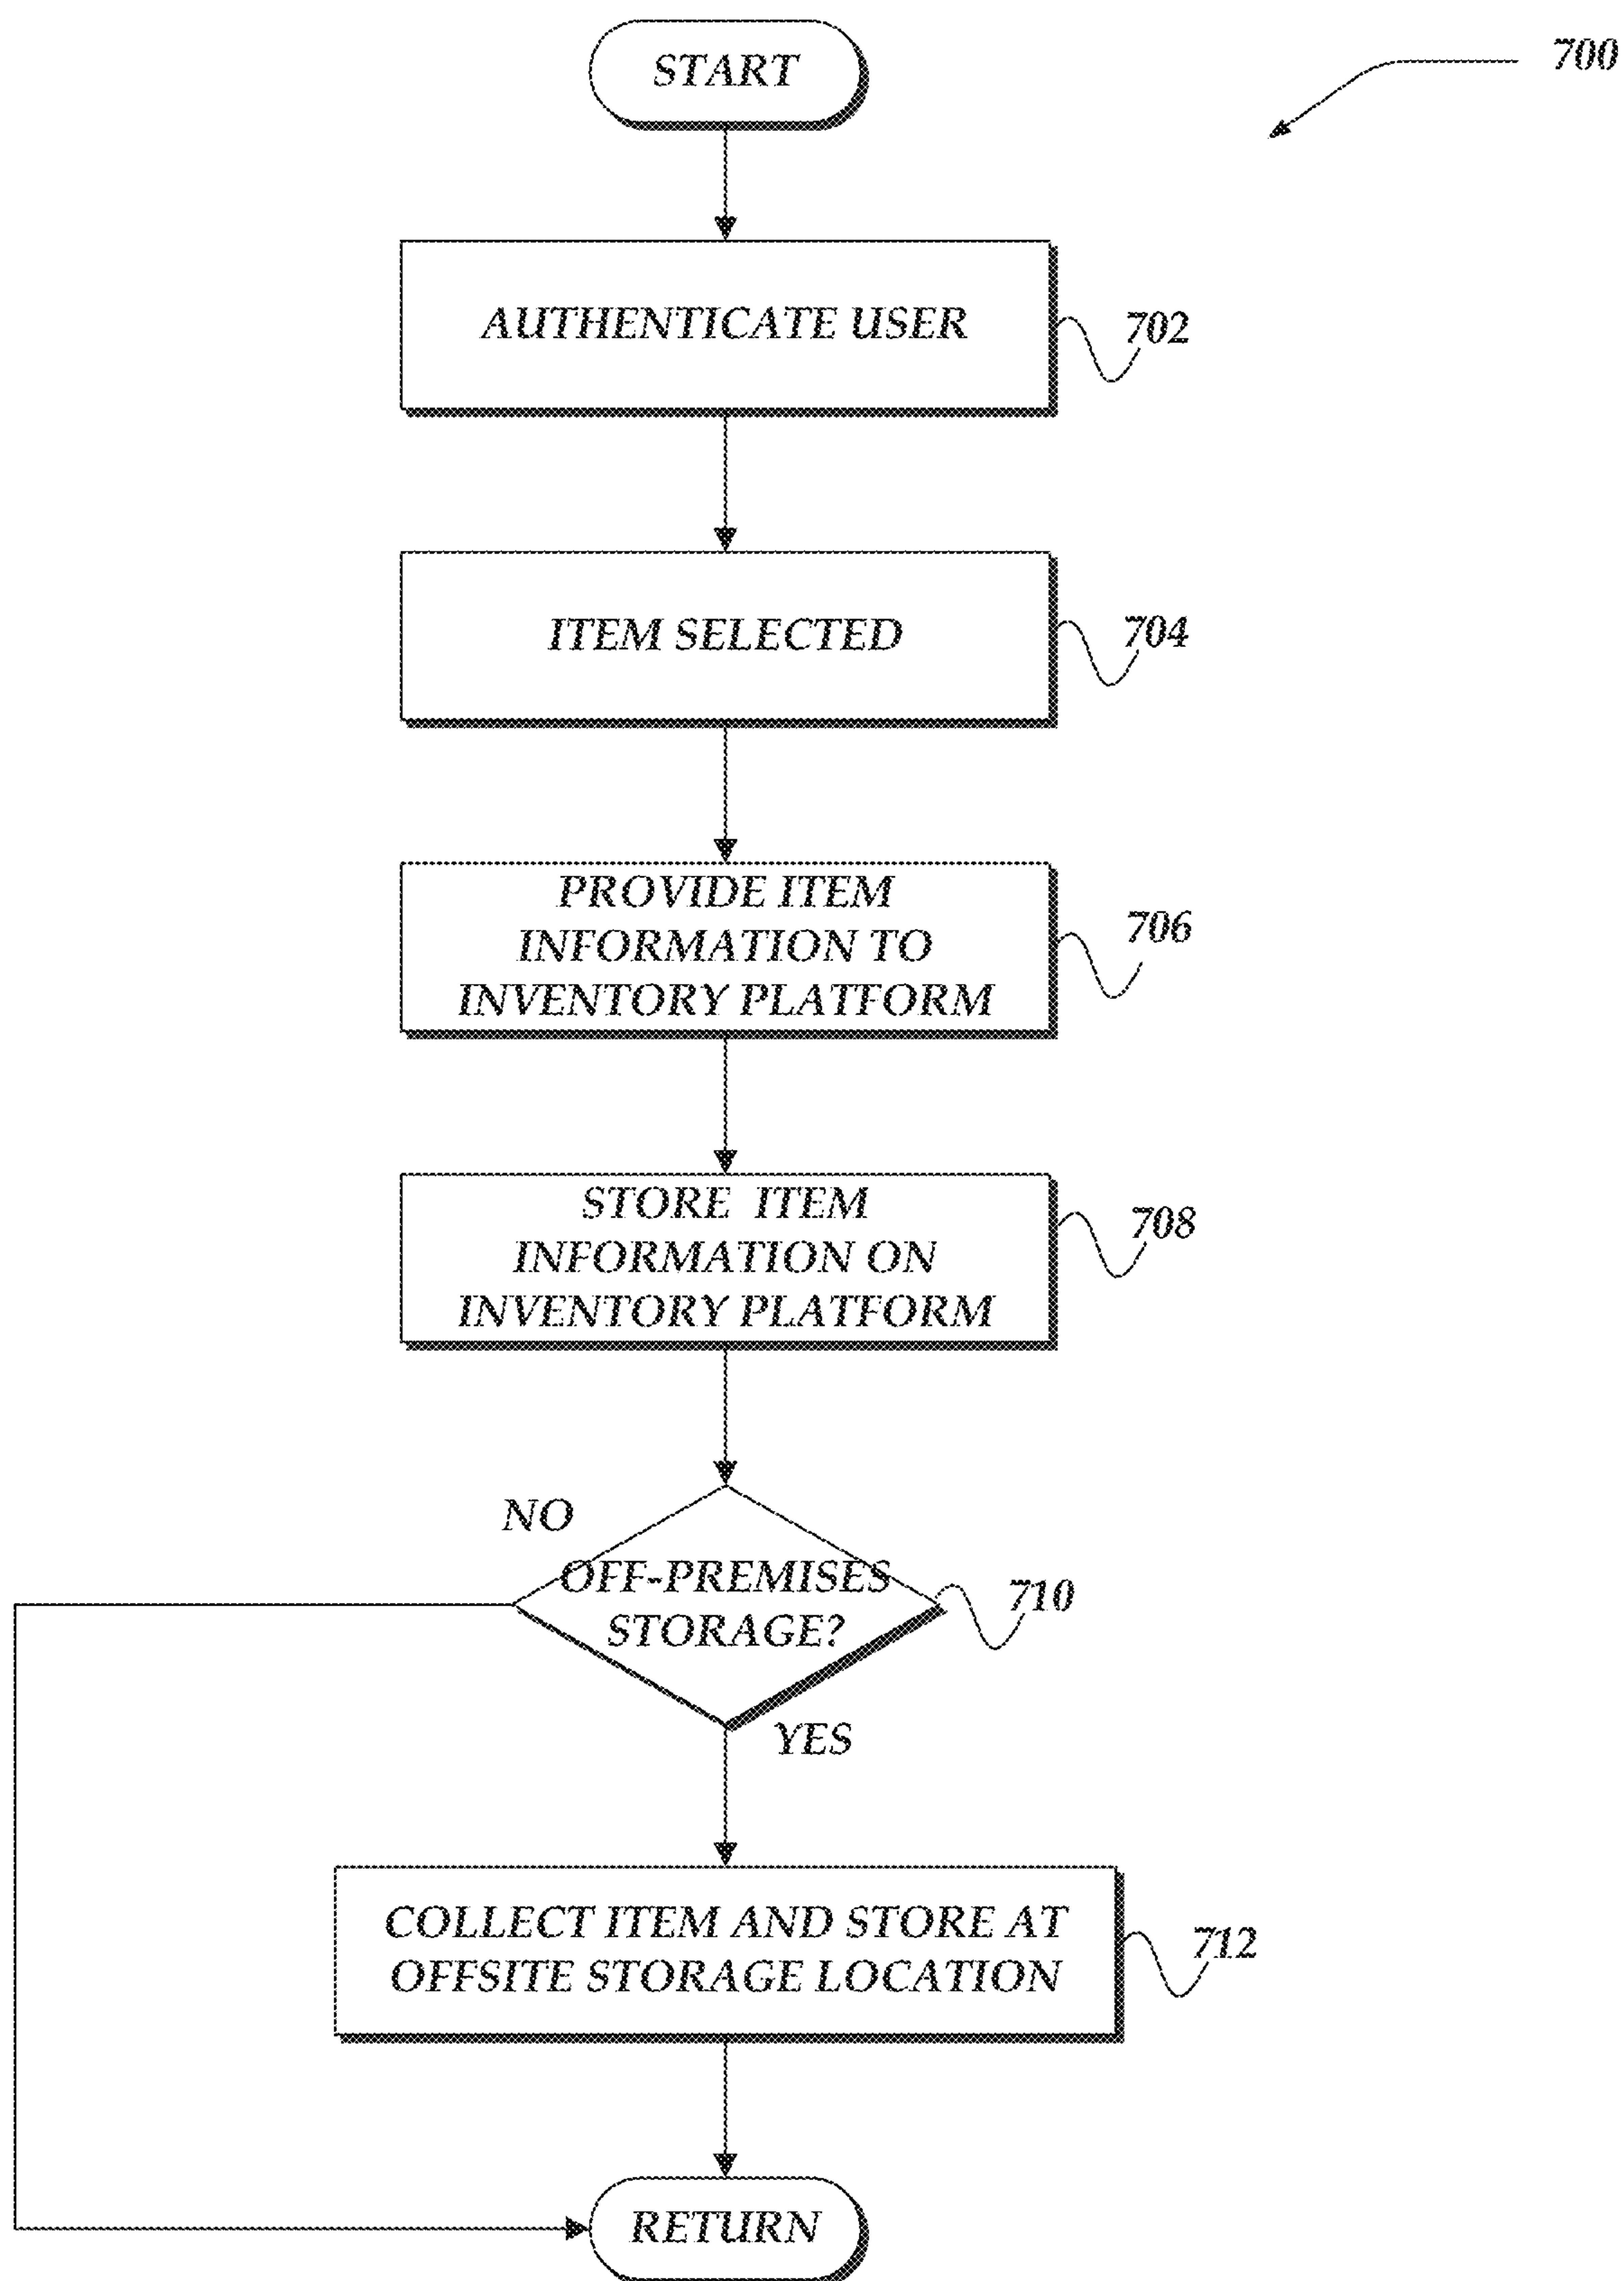 START
700
AUTHENTICATE USER
702
ITEM SELECTED
704
PROVIDE ITEM
INFORMATION TO
INVENTORY PLATFORM
706
STORE ITEM
INFORMATION ON
INVENTORY PLATFORM
708
NO
OFF-PREMISES
STORAGE?
710
YES
COLLECT ITEM AND STORE AT
OFFSITE STORAGE LOCATION
712
RETURN